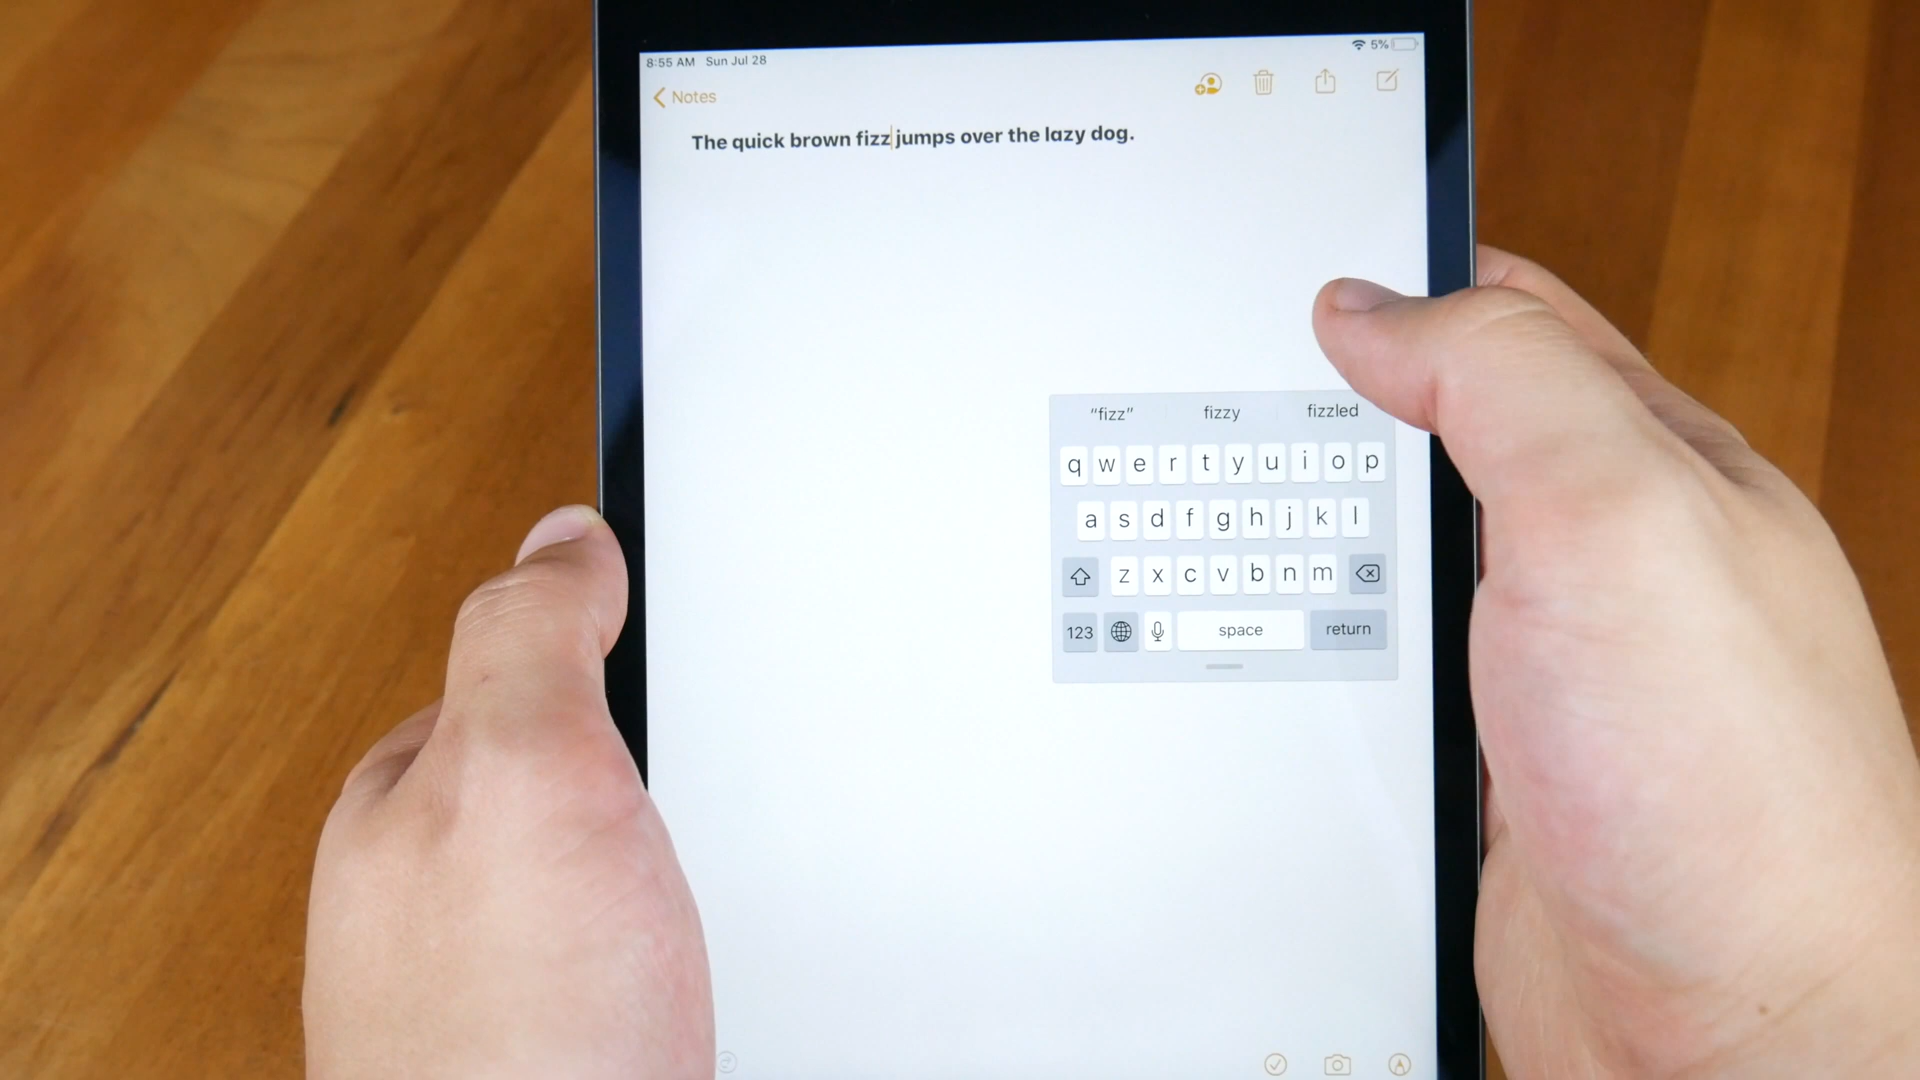 8:55 AM Sun Jul 28 5%
Notes
The quick brown fizz jumps over the lazy dog.
“fizz” fizzy fizzled
q w e r t y u i o p
a s d f g h j k l
z x c v b n m
123 space return